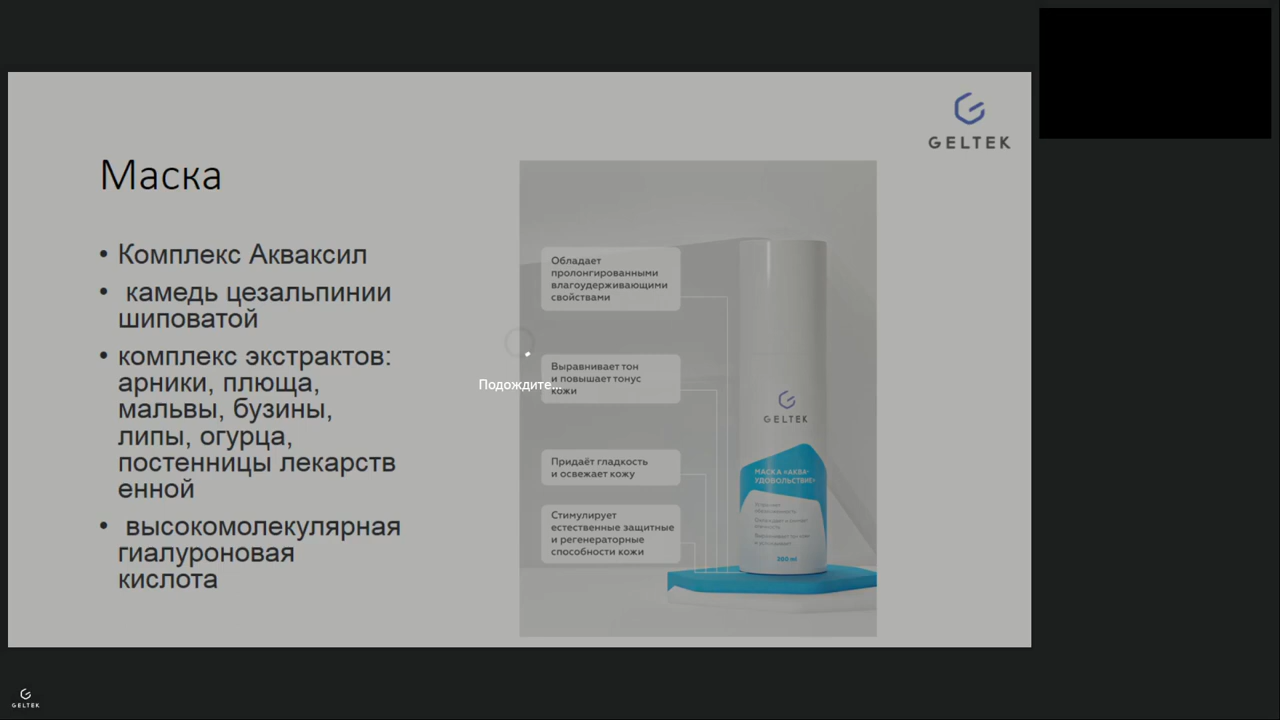 GELTEK
Маска
• Комплекс Акваксил
• камедь цезальпинии
шиповатой
• комплекс экстрактов:
арники, плюща,
мальвы, бузины,
липы, огурца,
постенницы лекарств
енной
• высокомолекулярная
гиалуроновая
кислота
Обладает
пролонгированными
влагоудерживающими
свойствами
Выравнивает тон
и повышает тонус
кожи
Придаёт гладкость
и освежает кожу
Стимулирует
естественные защитные
и регенераторные
способности кожи
Подождите...
GELTEK
МАСКА «АКВА-
УДОВОЛЬСТВИЕ»
GELTEK